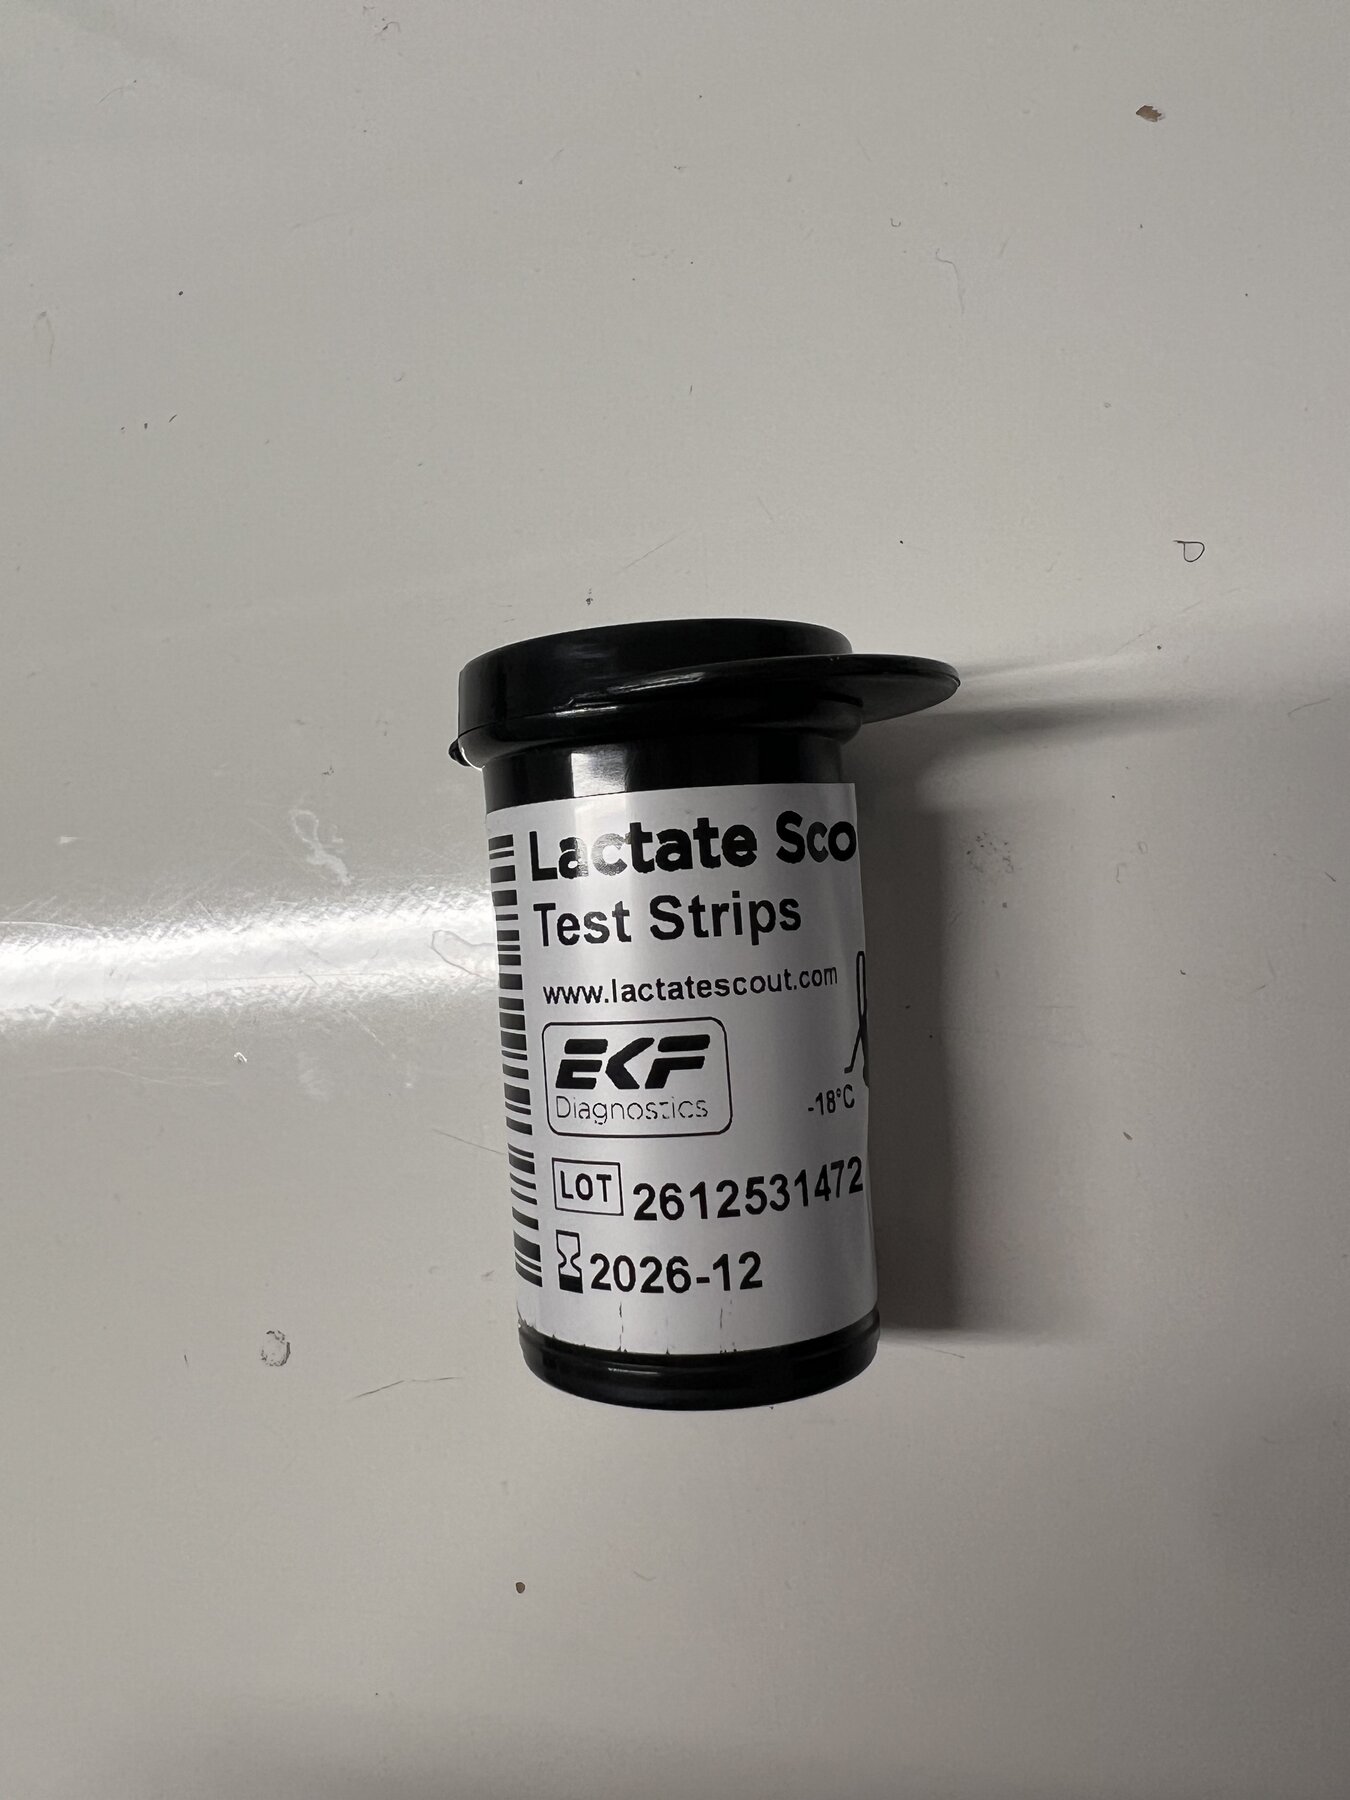 Lactate Sco
Test Strips
www.lactatescout.com
EKF
Diagnostics
-18°C
LOT 2612531472
2026-12